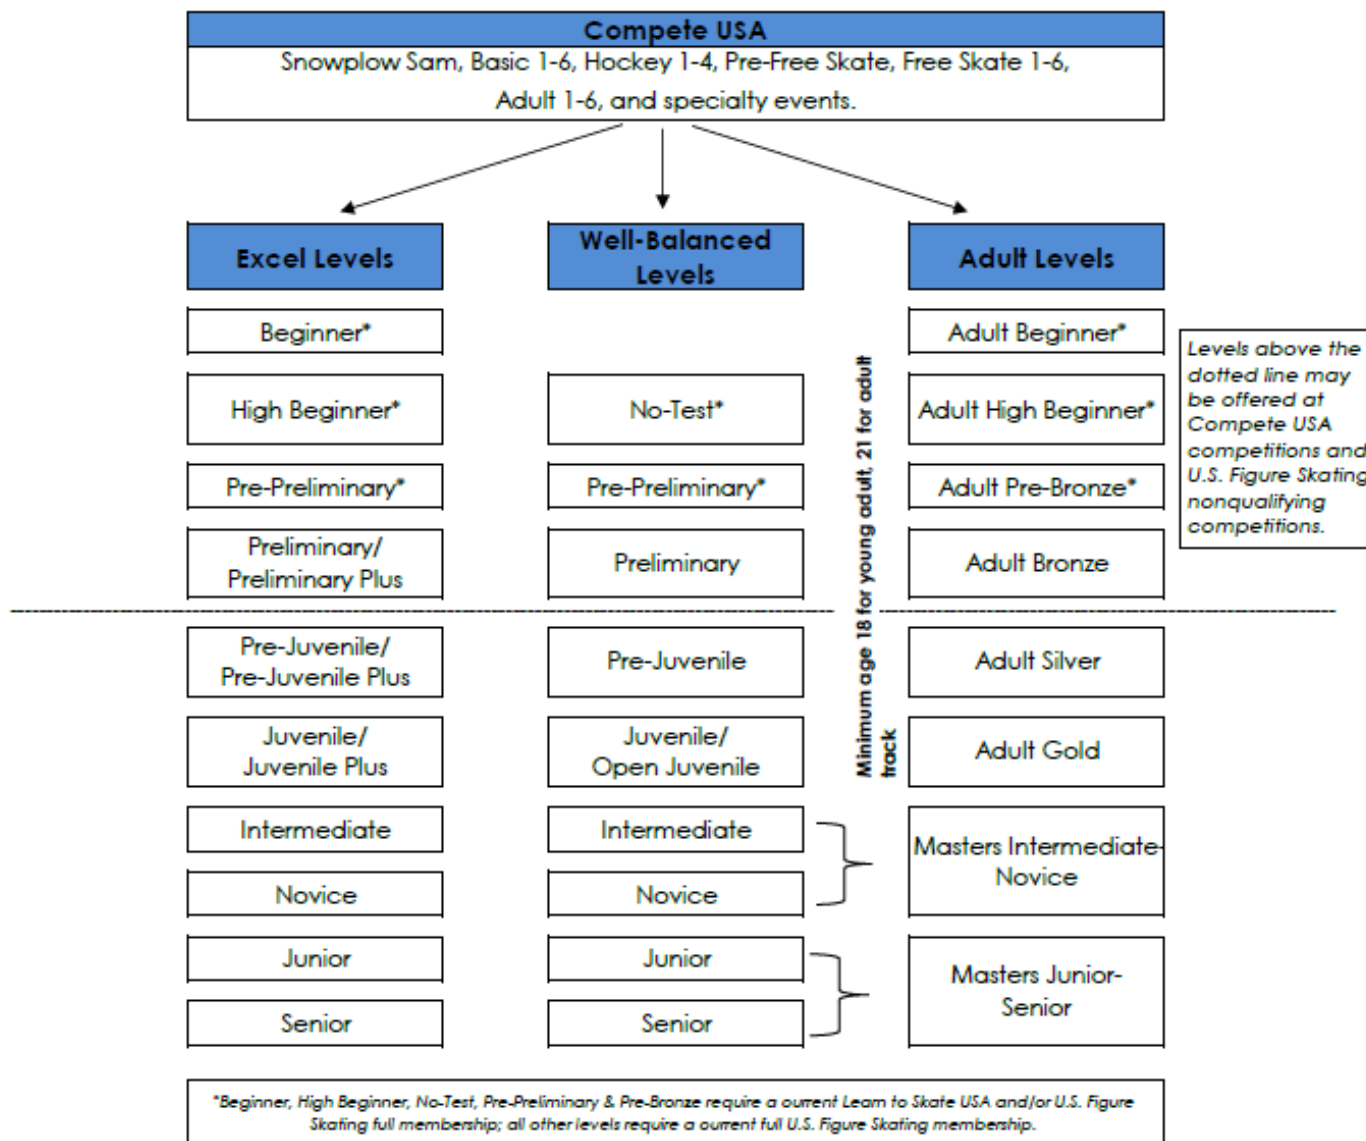 Compete USA
Snowplow Sam, Basic 1-6, Hockey 1-4, Pre-Free Skate, Free Skate 1-6,
Adult 1-6, and specialty events.
Excel Levels
Well-Balanced
Levels
Adult Levels
Beginner*
High Beginner*
Pre-Preliminary*
Preliminary/
Preliminary Plus
Pre-Juvenile/
Pre-Juvenile Plus
Juvenile/
Juvenile Plus
Intermediate
Novice
Junior
Senior
No-Test*
Pre-Preliminary*
Preliminary
Pre-Juvenile
Juvenile/
Open Juvenile
Intermediate
Novice
Junior
Senior
Minimum age 18 for young adult, 21 for adult
track
Adult Beginner*
Adult High Beginner*
Adult Pre-Bronze*
Adult Bronze
Adult Silver
Adult Gold
Masters Intermediate-
Novice
Masters Junior-
Senior
Levels above the
dotted line may
be offered at
Compete USA
competitions and
U.S. Figure Skating
nonqualifying
competitions.
*Beginner, High Beginner, No-Test, Pre-Preliminary & Pre-Bronze require a current Learn to Skate USA and/or U.S. Figure
Skating full membership; all other levels require a current full U.S. Figure Skating membership.